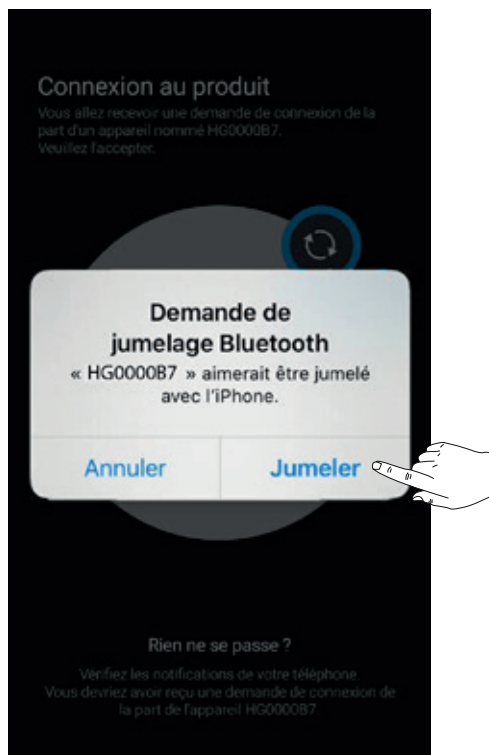 Connexion au produit
Vous allez recevoir une demande de connexion de la
part d'un appareil nommé HG0000B7.
Veuillez l'accepter.
Demande de
jumelage Bluetooth
« HG0000B7 » aimerait être jumelé
avec l'iPhone.
Annuler
Jumeler
Rien ne se passe ?
Vérifiez les notifications de votre téléphone.
Vous devriez avoir reçu une demande de connexion de
la part de l'appareil HG0000B7.